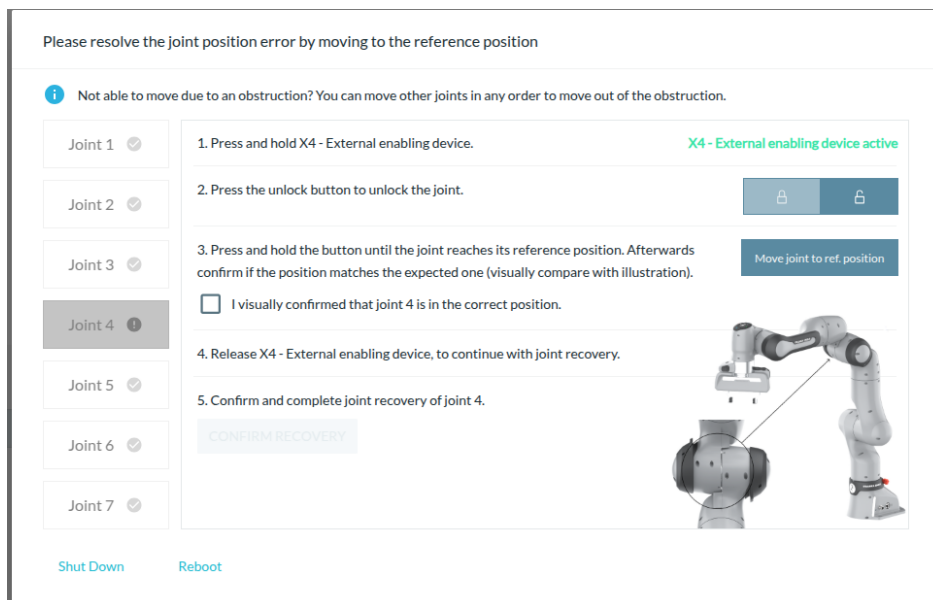 Please resolve the joint position error by moving to the reference position
Not able to move due to an obstruction? You can move other joints in any order to move out of the obstruction.
Joint 1
Joint 2
Joint 3
Joint 4
Joint 5
Joint 6
Joint 7
1. Press and hold X4 - External enabling device.
X4 - External enabling device active
2. Press the unlock button to unlock the joint.
3. Press and hold the button until the joint reaches its reference position. Afterwards
confirm if the position matches the expected one (visually compare with illustration).
Move joint to ref. position
I visually confirmed that joint 4 is in the correct position.
4. Release X4 - External enabling device, to continue with joint recovery.
5. Confirm and complete joint recovery of joint 4.
CONFIRM RECOVERY
Shut Down
Reboot